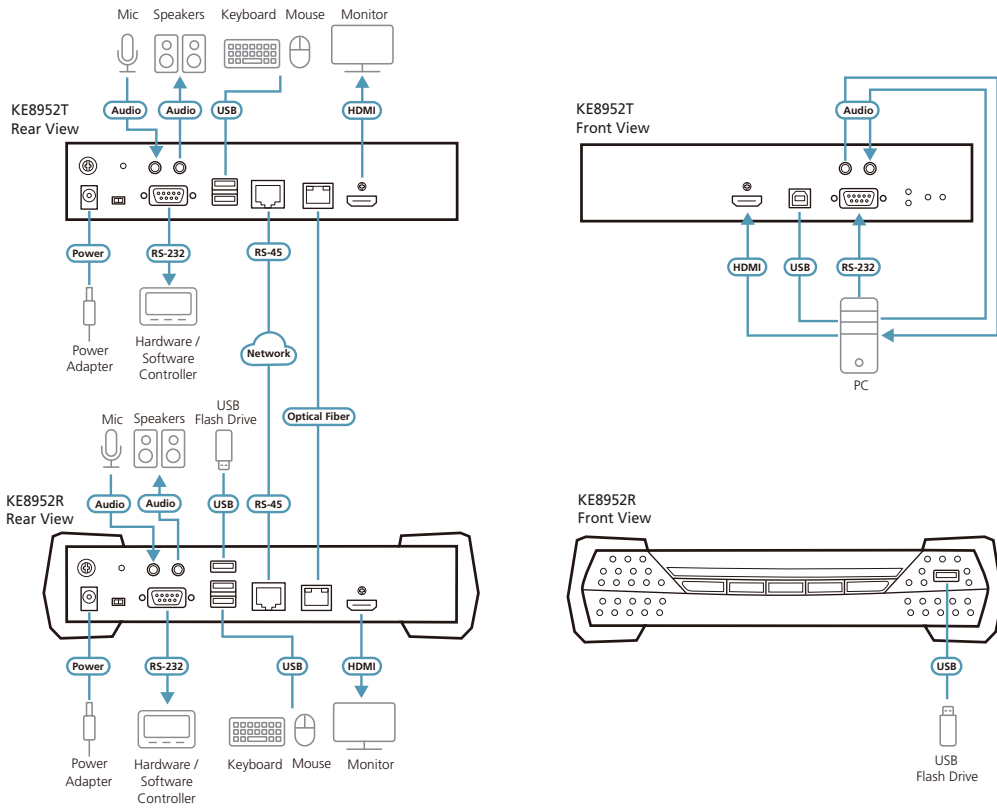 Mic Speakers Keyboard Mouse Monitor
KE8952T
Rear View
Audio Audio USB HDMI
Power RS-232 RS-45
Power
Adapter
Hardware /
Software
Controller
Network
Optical Fiber
Mic Speakers USB
Flash Drive
KE8952R
Rear View
Audio Audio USB RS-45
Power RS-232 USB HDMI
Power
Adapter
Hardware /
Software
Controller
Keyboard Mouse Monitor
KE8952T
Front View
Audio
HDMI USB RS-232
PC
KE8952R
Front View
USB
USB
Flash Drive